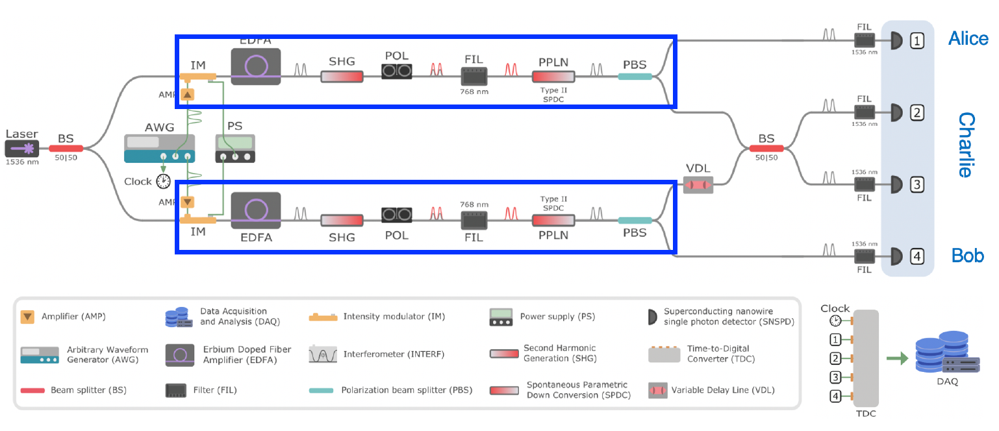 EDFA
FIL
1536 nm
1
Alice
IM
SHG
POL
FIL
768 nm
PPLN
Type II
SPDC
PBS
AMP
FIL
1536 nm
2
AWG
PS
Laser
1536 nm
BS
50|50
BS
50|50
Charlie
Clock
VDL
1536 nm
FIL
3
AMP
IM
EDFA
SHG
POL
768 nm
FIL
Type II
SPDC
PPLN
PBS
1536 nm
FIL
4
Bob
Amplifier (AMP)
Data Acquisition
and Analysis (DAQ)
Intensity modulator (IM)
Power supply (PS)
Superconducting nanowire
single photon detector (SNSPD)
Arbitrary Waveform
Generator (AWG)
Erbium Doped Fiber
Amplifier (EDFA)
Interferometer (INTERF)
φ
Second Harmonic
Generation (SHG)
Time-to-Digital
Converter (TDC)
Beam splitter (BS)
Filter (FIL)
Polarization beam splitter (PBS)
Spontaneous Parametric
Down Conversion (SPDC)
Variable Delay Line (VDL)
Clock
1
2
3
4
TDC
DAQ